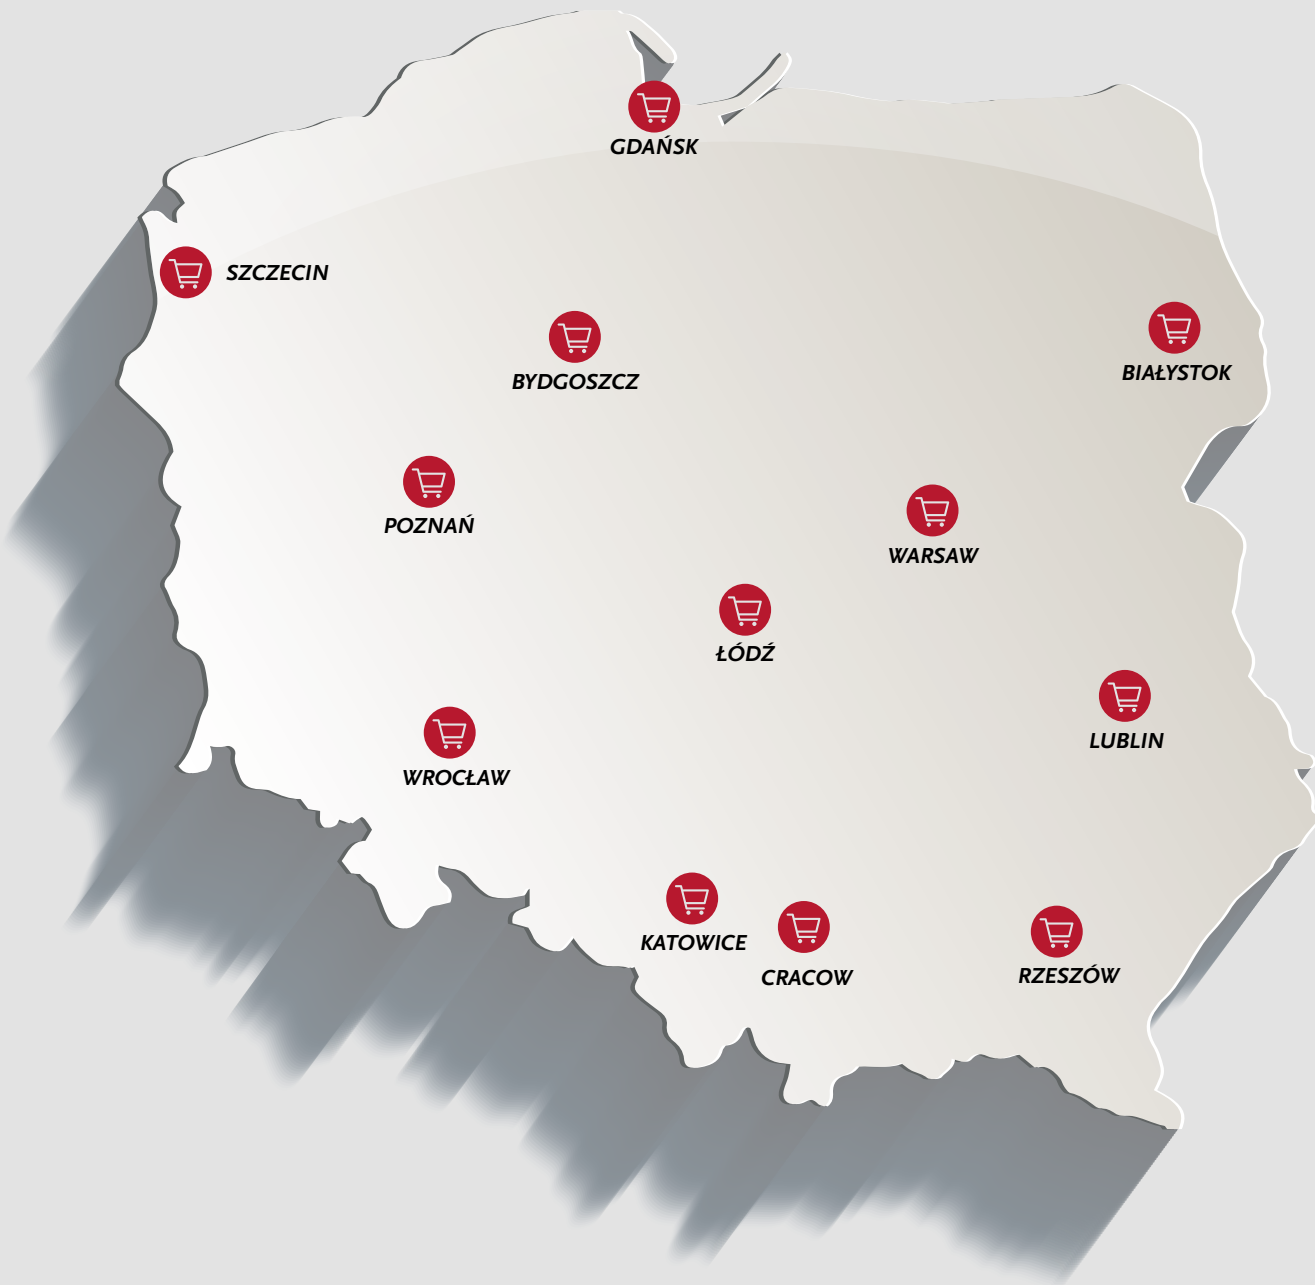 GDAŃSK
SZCZECIN
BYDGOSZCZ
BIAŁYSTOK
POZNAŃ
WARSAW
ŁÓDŹ
LUBLIN
WROCŁAW
KATOWICE
CRACOW
RZESZÓW